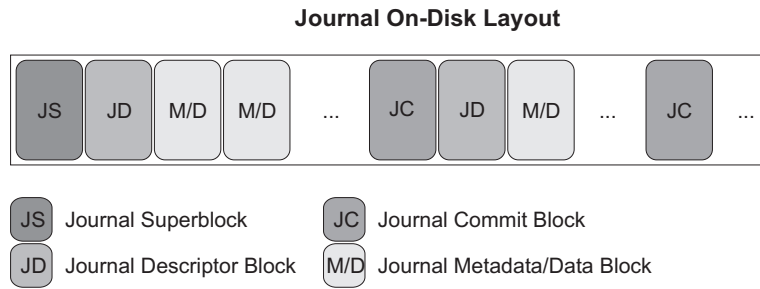 Journal On-Disk Layout
JS JD M/D M/D ... JC JD M/D ... JC ...
JS Journal Superblock JC Journal Commit Block
JD Journal Descriptor Block M/D Journal Metadata/Data Block